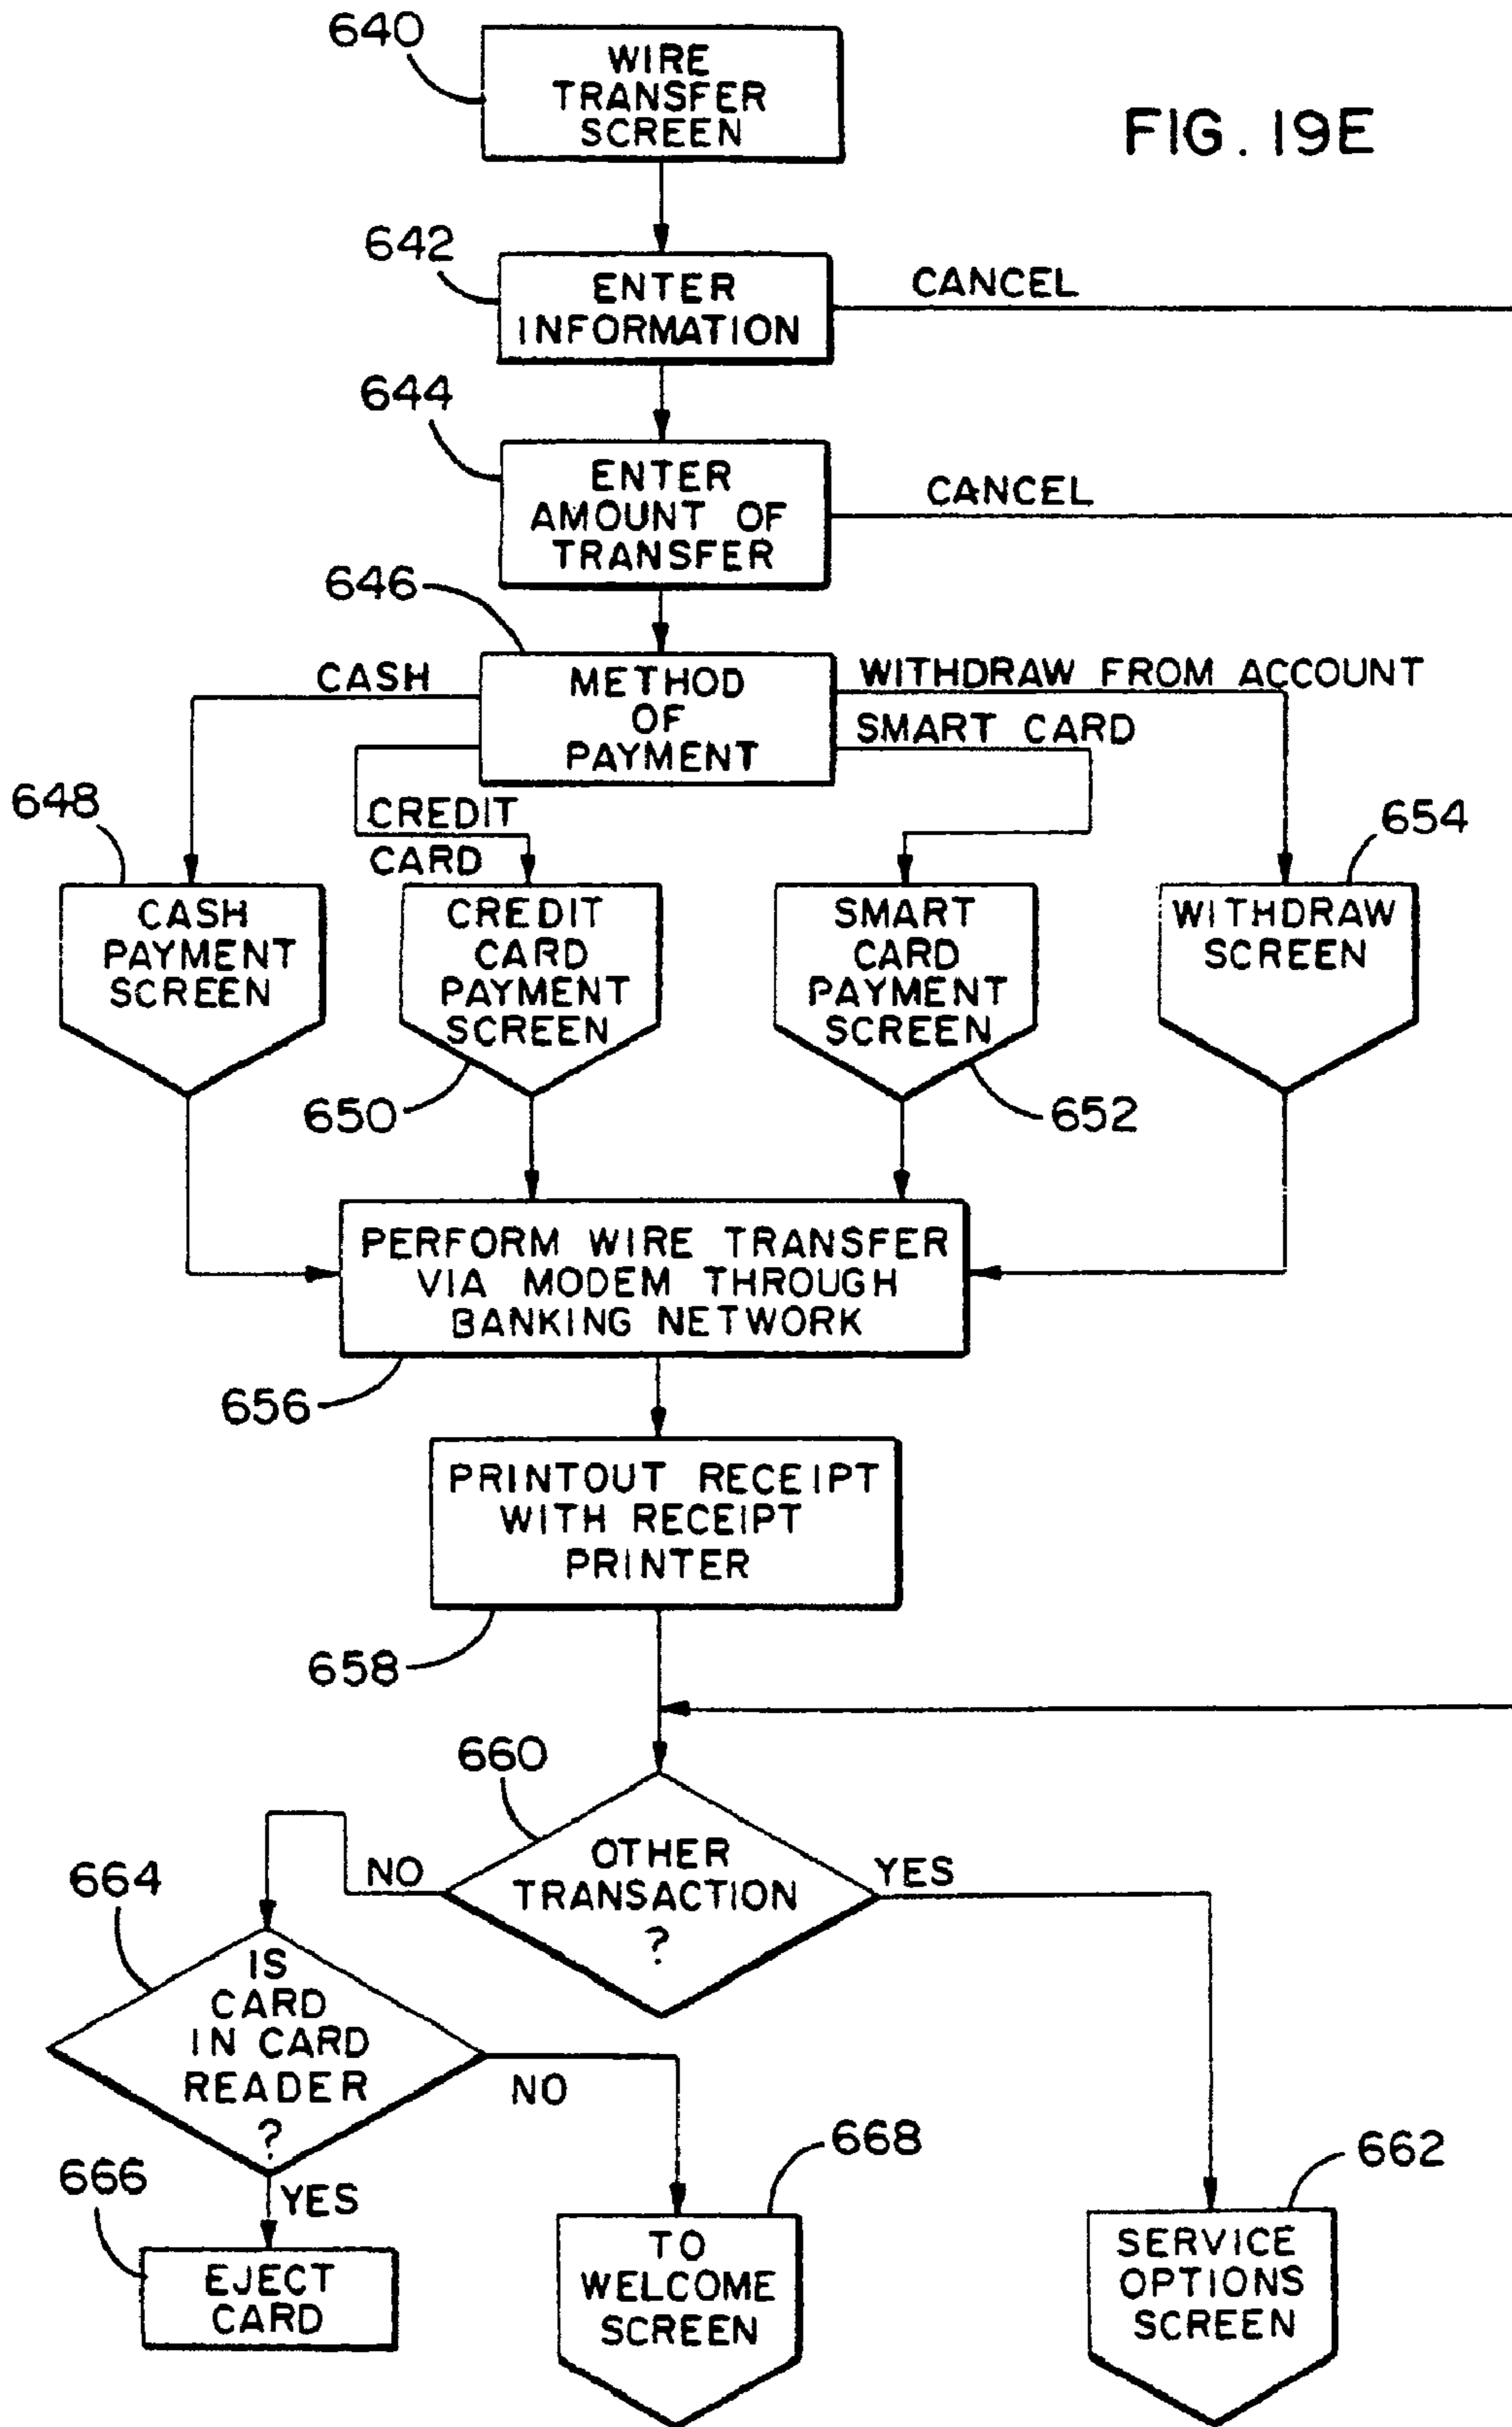 640
WIRE
TRANSFER
SCREEN
FIG. 19E
642
ENTER
INFORMATION
CANCEL
644
ENTER
AMOUNT OF
TRANSFER
CANCEL
646
CASH
METHOD
OF
PAYMENT
WITHDRAW FROM ACCOUNT
SMART CARD
648
CREDIT
CARD
654
CASH
PAYMENT
SCREEN
CREDIT
CARD
PAYMENT
SCREEN
SMART
CARD
PAYMENT
SCREEN
WITHDRAW
SCREEN
650
652
PERFORM WIRE TRANSFER
VIA MODEM THROUGH
BANKING NETWORK
656
PRINTOUT RECEIPT
WITH RECEIPT
PRINTER
658
660
OTHER
TRANSACTION
?
NO
YES
664
IS
CARD
IN CARD
READER
?
NO
YES
666
EJECT
CARD
668
TO
WELCOME
SCREEN
662
SERVICE
OPTIONS
SCREEN